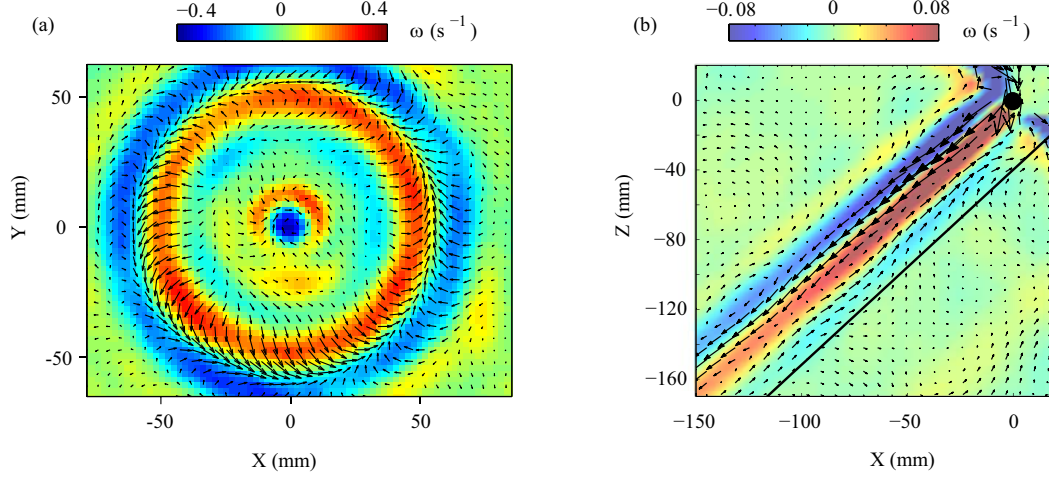 (a)
−0.4 0 0.4 ω (s⁻¹)
50
0
-50
Y (mm)
-50 0 50
X (mm)
(b)
−0.08 0 0.08 ω (s⁻¹)
0
−40
−80
−120
−160
Z (mm)
−150 −100 −50 0
X (mm)